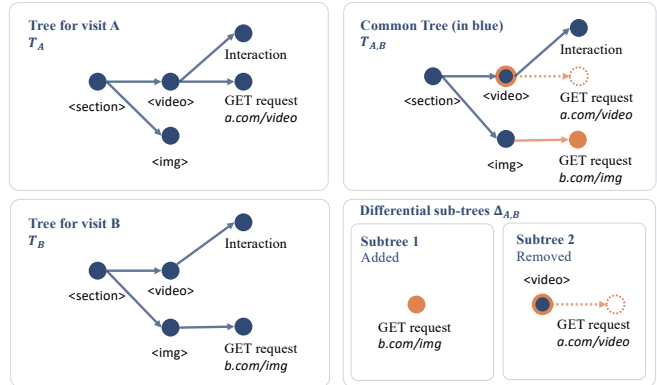 Tree for visit A
T_A
Interaction
<section>
<video>
GET request
a.com/video
<img>
Common Tree (in blue)
T_{A,B}
Interaction
<section>
<video>
GET request
a.com/video
<img>
GET request
b.com/img
Tree for visit B
T_B
Interaction
<section>
<video>
<img>
GET request
b.com/img
Differential sub-trees Δ_{A,B}
Subtree 1
Added
GET request
b.com/img
Subtree 2
Removed
<video>
GET request
a.com/video